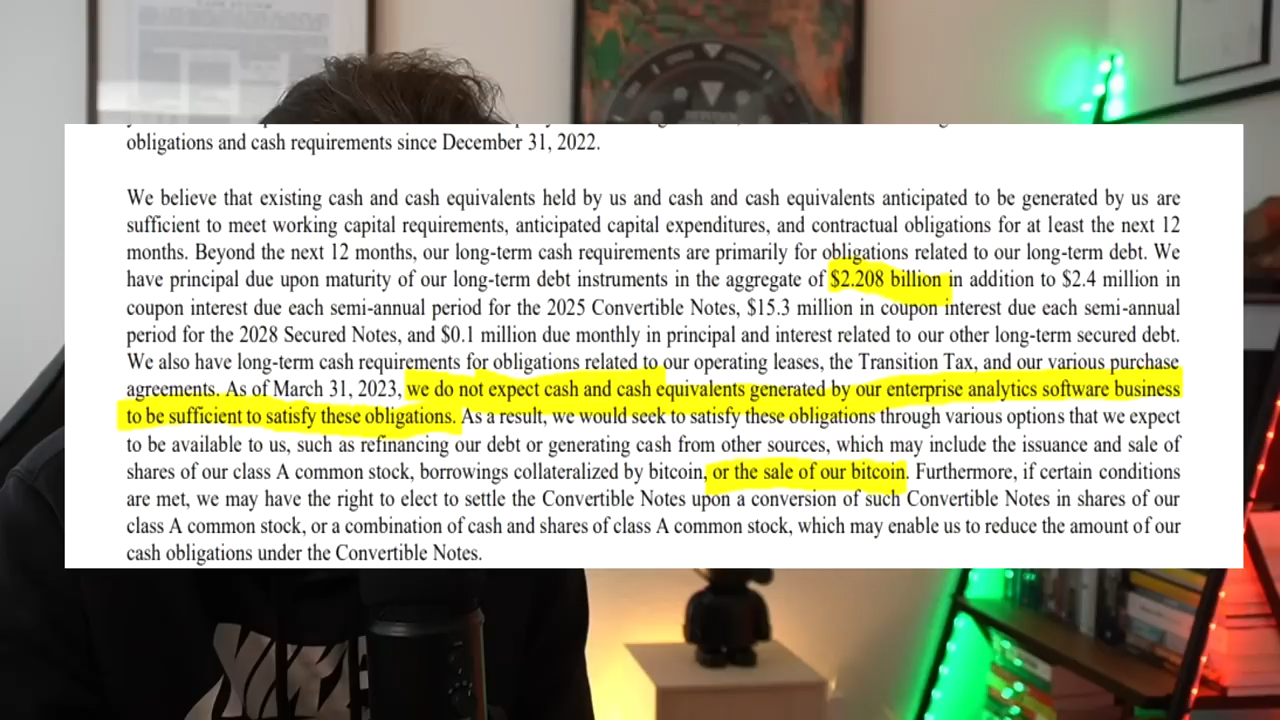 obligations and cash requirements since December 31, 2022.
We believe that existing cash and cash equivalents held by us and cash and cash equivalents anticipated to be generated by us are
sufficient to meet working capital requirements, anticipated capital expenditures, and contractual obligations for at least the next 12
months. Beyond the next 12 months, our long-term cash requirements are primarily for obligations related to our long-term debt. We
have principal due upon maturity of our long-term debt instruments in the aggregate of $2.208 billion in addition to $2.4 million in
coupon interest due each semi-annual period for the 2025 Convertible Notes, $15.3 million in coupon interest due each semi-annual
period for the 2028 Secured Notes, and $0.1 million due monthly in principal and interest related to our other long-term secured debt.
We also have long-term cash requirements for obligations related to our operating leases, the Transition Tax, and our various purchase
agreements. As of March 31, 2023, we do not expect cash and cash equivalents generated by our enterprise analytics software business
to be sufficient to satisfy these obligations. As a result, we would seek to satisfy these obligations through various options that we expect
to be available to us, such as refinancing our debt or generating cash from other sources, which may include the issuance and sale of
shares of our class A common stock, borrowings collateralized by bitcoin, or the sale of our bitcoin. Furthermore, if certain conditions
are met, we may have the right to elect to settle the Convertible Notes upon a conversion of such Convertible Notes in shares of our
class A common stock, or a combination of cash and shares of class A common stock, which may enable us to reduce the amount of our
cash obligations under the Convertible Notes.